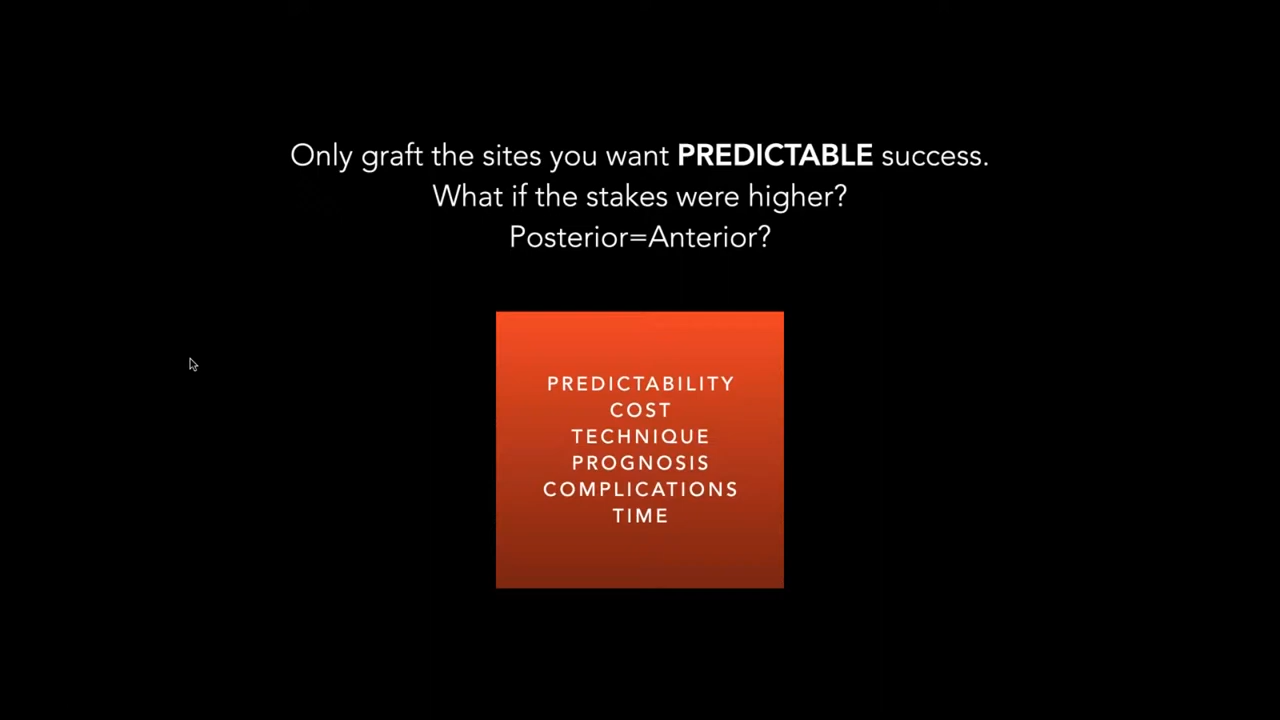 Only graft the sites you want PREDICTABLE success.
What if the stakes were higher?
Posterior=Anterior?
PREDICTABILITY
COST
TECHNIQUE
PROGNOSIS
COMPLICATIONS
TIME